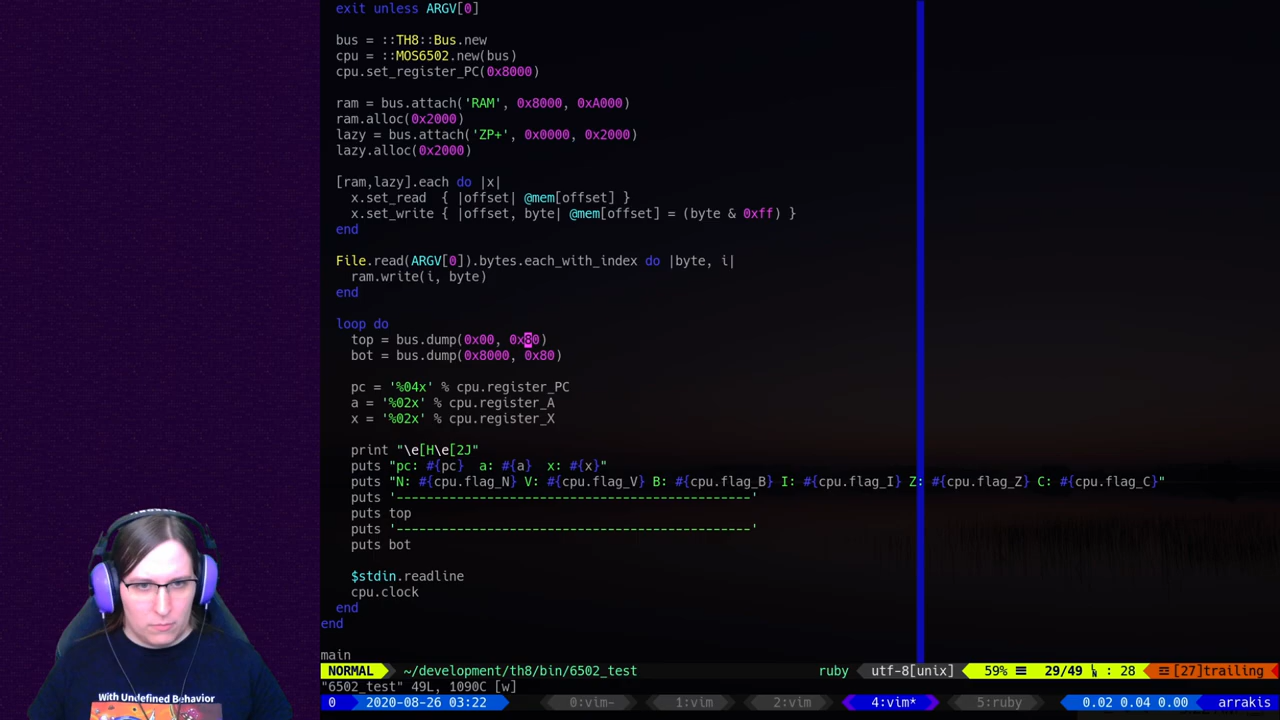 exit unless ARGV[0]
bus = ::TH8::Bus.new
cpu = ::MOS6502.new(bus)
cpu.set_register_PC(0x8000)
ram = bus.attach('RAM', 0x8000, 0xA000)
ram.alloc(0x2000)
lazy = bus.attach('ZP+', 0x0000, 0x2000)
lazy.alloc(0x2000)
[ram,lazy].each do |x|
x.set_read  { |offset| @mem[offset] }
x.set_write { |offset, byte| @mem[offset] = (byte & 0xff) }
end
File.read(ARGV[0]).bytes.each_with_index do |byte, i|
ram.write(i, byte)
end
loop do
top = bus.dump(0x00, 0x80)
bot = bus.dump(0x8000, 0x80)
pc = '%04x' % cpu.register_PC
a = '%02x' % cpu.register_A
x = '%02x' % cpu.register_X
print "\e[H\e[2J"
puts "pc: #{pc}  a: #{a}  x: #{x}"
puts "N: #{cpu.flag_N} V: #{cpu.flag_V} B: #{cpu.flag_B} I: #{cpu.flag_I} Z: #{cpu.flag_Z} C: #{cpu.flag_C}"
puts '-----------------------------------------------'
puts top
puts '-----------------------------------------------'
puts bot
$stdin.readline
cpu.clock
end
end
main
NORMAL ~/development/th8/bin/6502_test ruby utf-8[unix] 59% ☰ 29/49 ㏑ : 28 ☲ [27]trailing
"6502_test" 49L, 1090C [w]
0 2020-08-26 03:22 0:vim- 1:vim 2:vim 4:vim* 5:ruby 0.02 0.04 0.00 arrakis
With Undefined Behavior